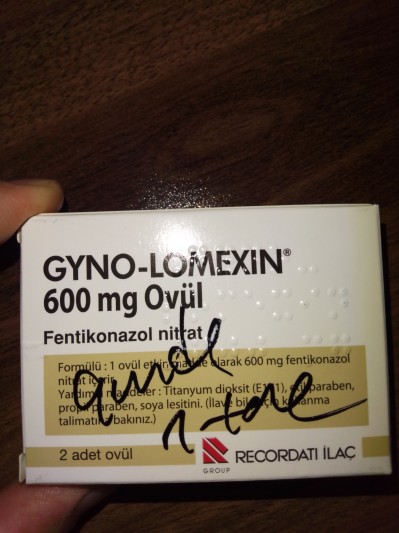 GYNO-LOMEXIN®
600 mg Ovül
Fentikonazol nitrat
Formülü : 1 ovül etkin madde olarak 600 mg fentikonazol
nitrat içerir.
Yardımcı maddeler : Titanyum dioksit (E171), etil paraben,
propil paraben, soya lesitini. (İlave bilgi için kullanma
talimatına bakınız.)
Günde
1 tane
2 adet ovül
GROUP
RECORDATI İLAÇ